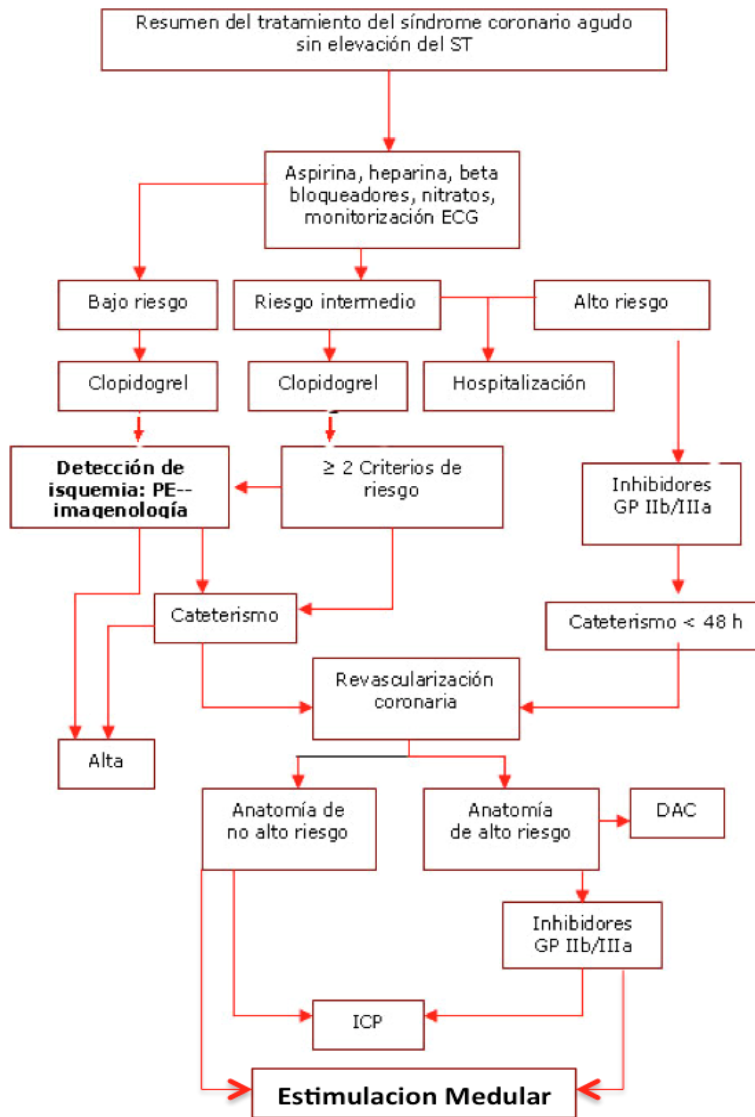 Resumen del tratamiento del síndrome coronario agudo
sin elevación del ST
Aspirina, heparina, beta
bloqueadores, nitratos,
monitorización ECG
Bajo riesgo
Riesgo intermedio
Alto riesgo
Clopidogrel
Clopidogrel
Hospitalización
Detección de
isquemia: PE--
imagenología
≥ 2 Criterios de
riesgo
Inhibidores
GP IIb/IIIa
Cateterismo
Cateterismo < 48 h
Revascularización
coronaria
Alta
Anatomía de
no alto riesgo
Anatomía
de alto riesgo
DAC
Inhibidores
GP IIb/IIIa
ICP
Estimulacion Medular